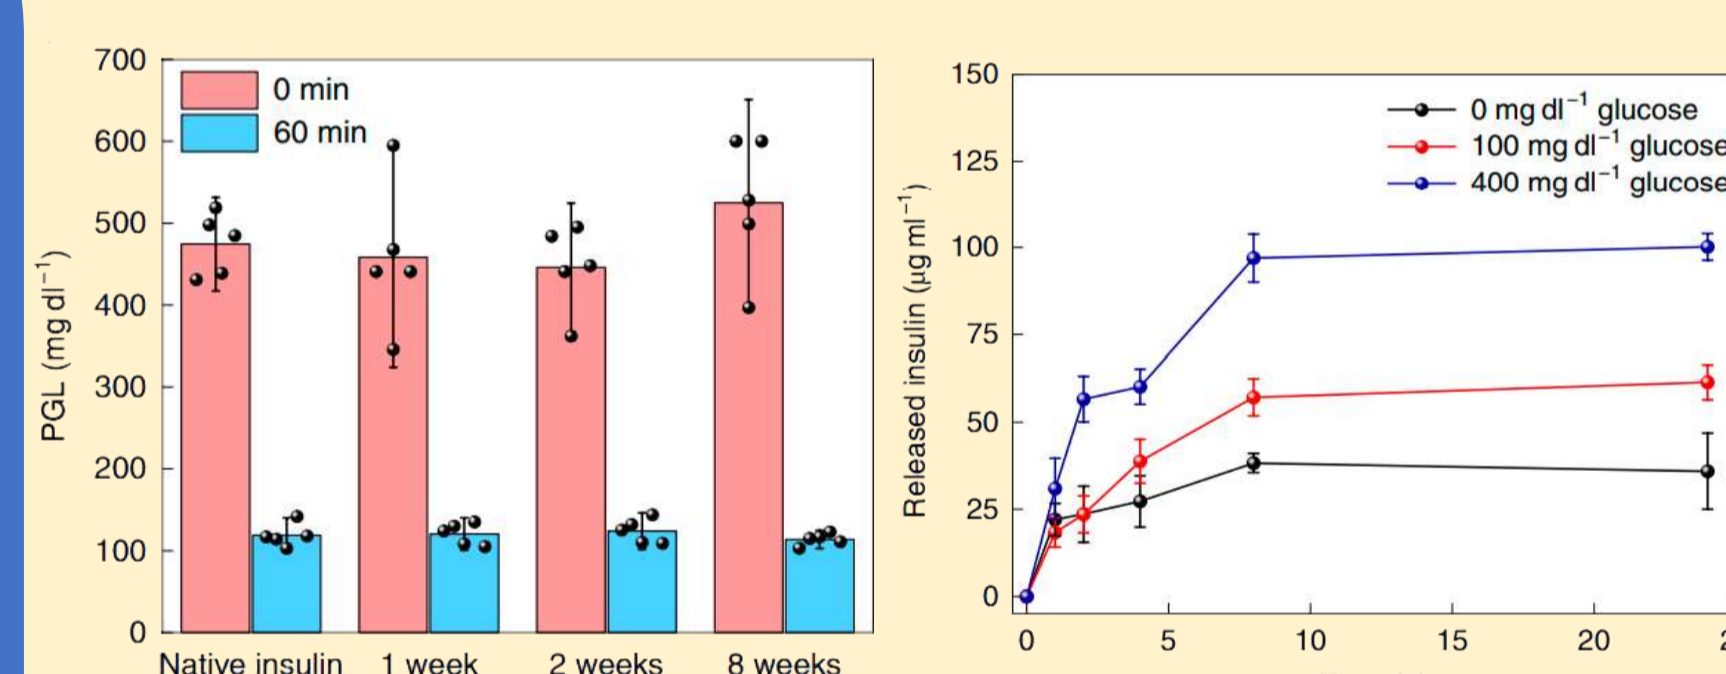 700
600
500
400
300
200
100
0
PGL (mg dl⁻¹)
0 min
60 min
Native insulin
1 week
2 weeks
8 weeks
150
125
100
75
50
25
0
Released insulin (μg ml⁻¹)
0 mg dl⁻¹ glucose
100 mg dl⁻¹ glucose
400 mg dl⁻¹ glucose
0
5
10
15
20
2